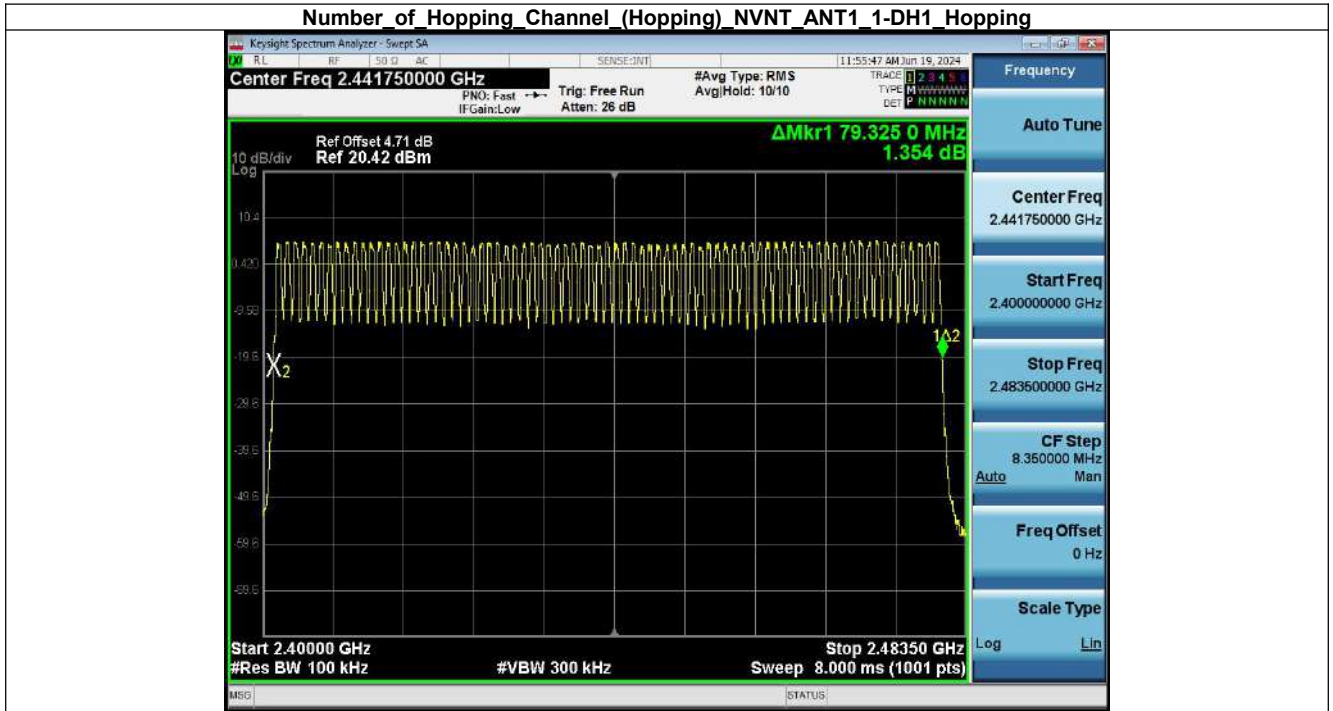 Number_of_Hopping_Channel_(Hopping)_NVNT_ANT1_1-DH1_Hopping
Keysight Spectrum Analyzer - Swept SA
RL RF 50 Ω AC SENSE:INT 11:55:47 AM Jun 19, 2024
Center Freq 2.441750000 GHz
PNO: Fast
IFGain:Low
Trig: Free Run
Atten: 26 dB
#Avg Type: RMS
Avg|Hold: 10/10
TRACE 1 2 3 4 5 6
TYPE M WWWWW
DET P N N N N N
Ref Offset 4.71 dB
10 dB/div Ref 20.42 dBm
Log
ΔMkr1 79.325 0 MHz
1.354 dB
10.4
0.420
-9.58
-19.6
-29.6
-39.6
-49.6
-59.6
-69.6
X2
1Δ2
Start 2.40000 GHz Stop 2.48350 GHz
#Res BW 100 kHz #VBW 300 kHz Sweep 8.000 ms (1001 pts)
MSG STATUS
Frequency
Auto Tune
Center Freq
2.441750000 GHz
Start Freq
2.400000000 GHz
Stop Freq
2.483500000 GHz
CF Step
8.350000 MHz
Auto Man
Freq Offset
0 Hz
Scale Type
Log Lin